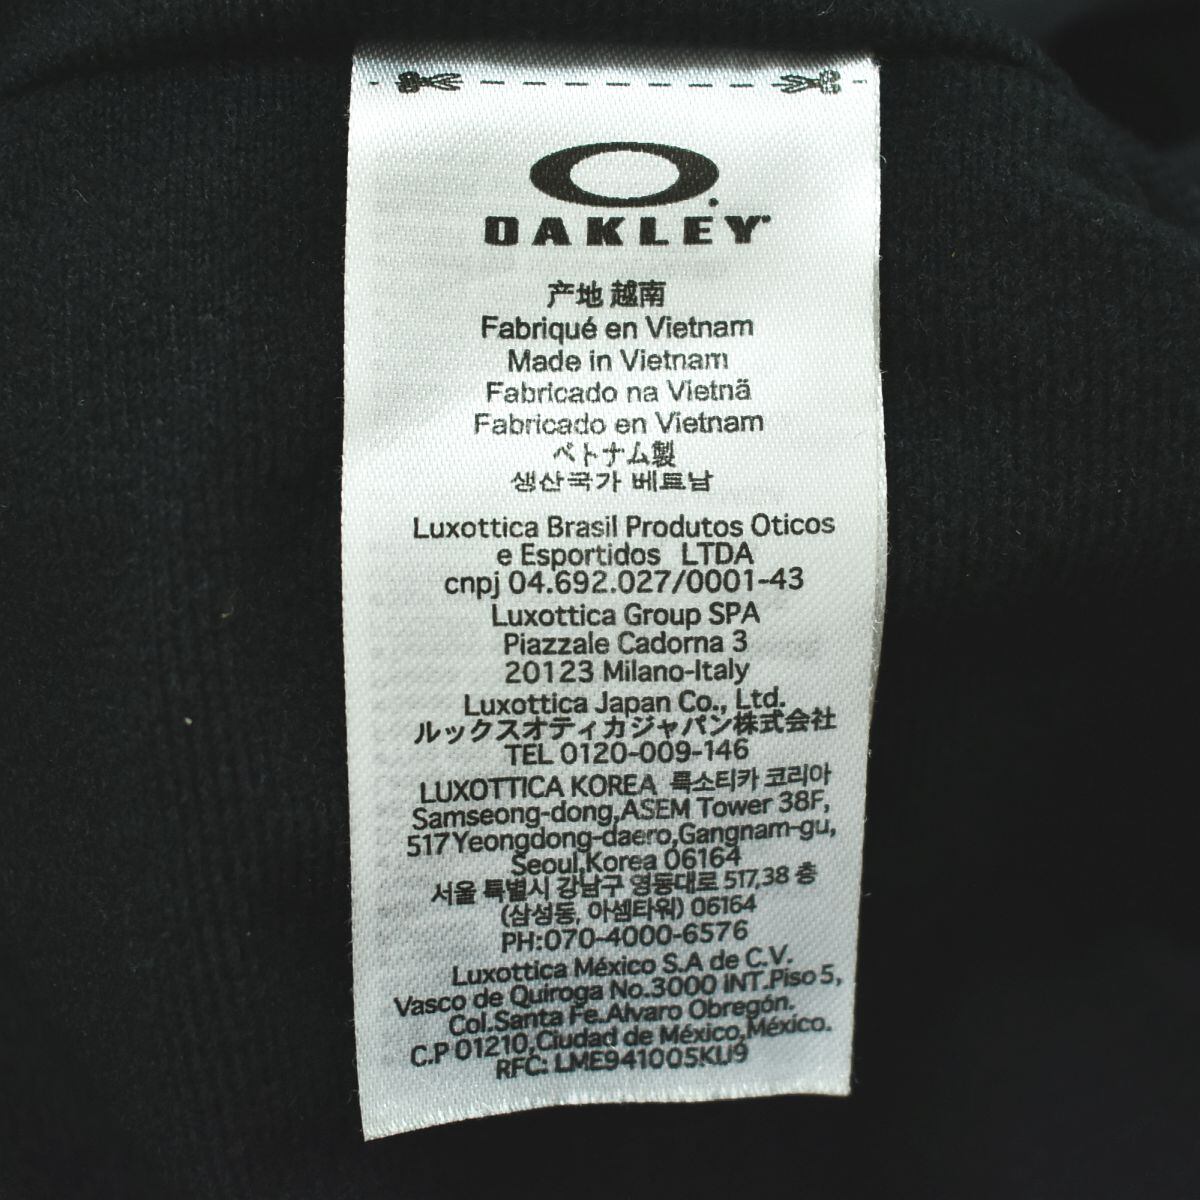 OAKLEY
产地 越南
Fabriqué en Vietnam
Made in Vietnam
Fabricado na Vietnä
Fabricado en Vietnam
ベトナム製
생산국가 베트남
Luxottica Brasil Produtos Oticos
e Esportidos LTDA
cnpj 04.692.027/0001-43
Luxottica Group SPA
Piazzale Cadorna 3
20123 Milano-Italy
Luxottica Japan Co., Ltd.
ルックスオティカジャパン株式会社
TEL 0120-009-146
LUXOTTICA KOREA 룩소티카 코리아
Samseong-dong,ASEM Tower 38F,
517Yeongdong-daero,Gangnam-gu,
Seoul,Korea 06164
서울 특별시 강남구 영동대로 517,38 층
(삼성동, 아셈타워) 06164
PH:070-4000-6576
Luxottica México S.A de C.V.
Vasco de Quiroga No.3000 INT.Piso 5,
Col.Santa Fe.Alvaro Obregón.
C.P 01210,Ciudad de México,México.
RFC: LME941005KU9